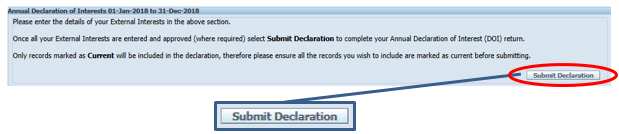 Annual Declaration of Interests 01-Jan-2018 to 31-Dec-2018
Please enter the details of your External Interests in the above section.
Once all your External Interests are entered and approved (where required) select Submit Declaration to complete your Annual Declaration of Interest (DOI) return.
Only records marked as Current will be included in the declaration, therefore please ensure all the records you wish to include are marked as current before submitting.
Submit Declaration
Submit Declaration